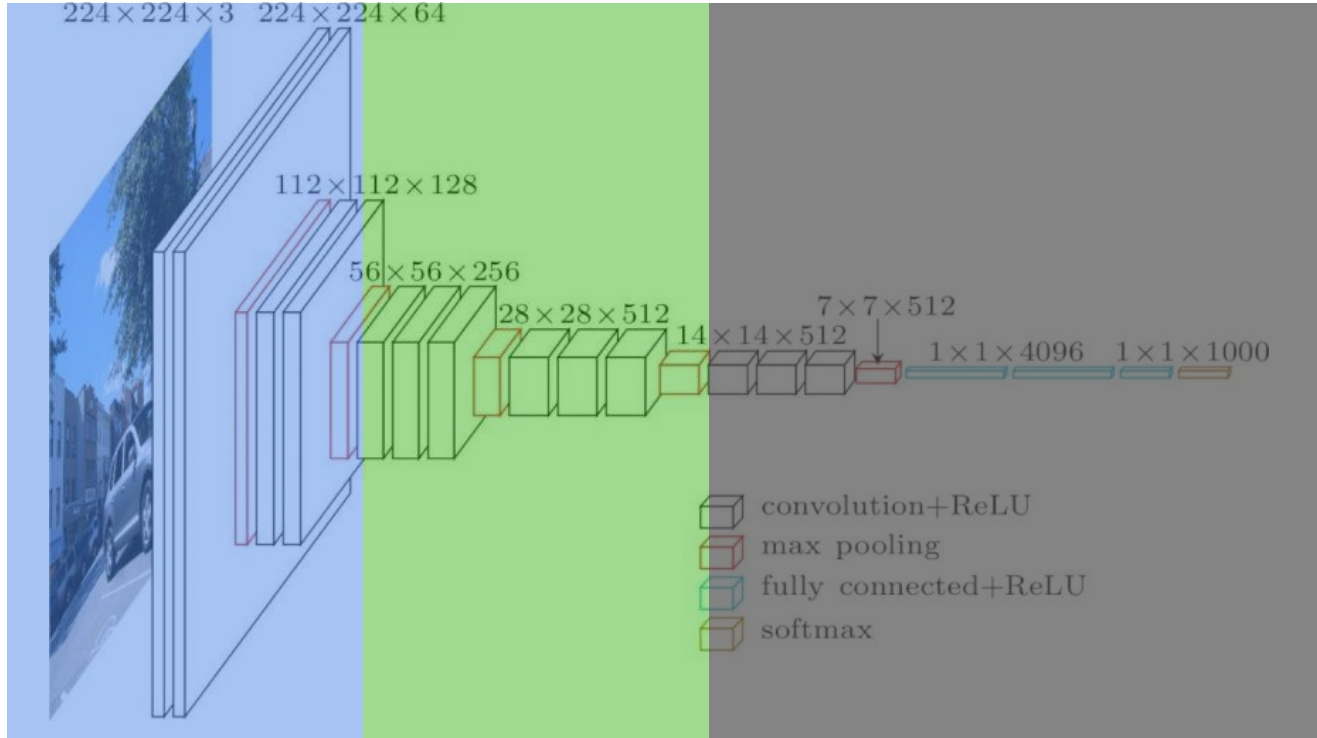 224×224×3
224×224×64
112×112×128
56×56×256
28×28×512
14×14×512
7×7×512
1×1×4096
1×1×1000
convolution+ReLU
max pooling
fully connected+ReLU
softmax